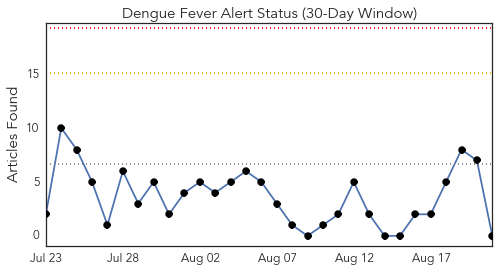 Dengue Fever Alert Status (30-Day Window)
Articles Found
15
10
5
0
Jul 23 Jul 28 Aug 02 Aug 07 Aug 12 Aug 17